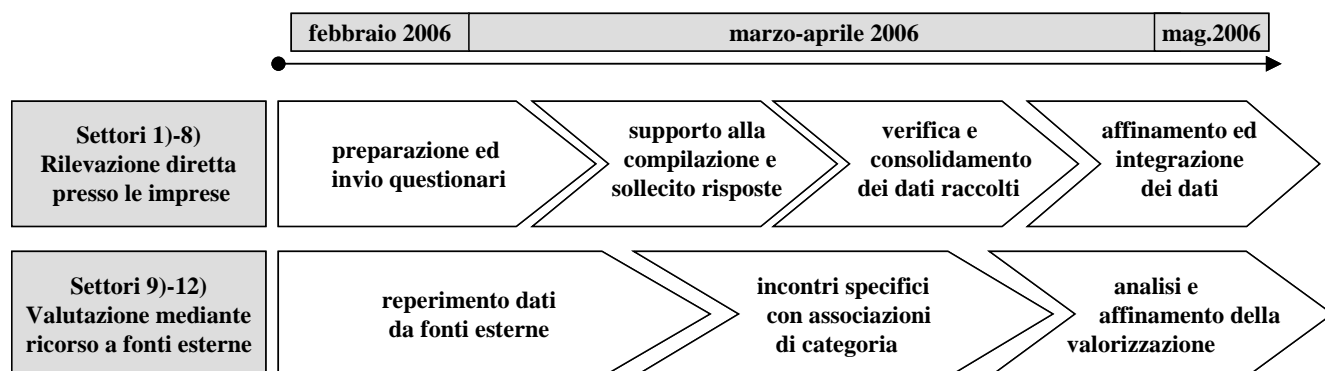 febbraio 2006
marzo-aprile 2006
mag.2006
Settori 1)-8)
Rilevazione diretta
presso le imprese
preparazione ed
invio questionari
supporto alla
compilazione e
sollecito risposte
verifica e
consolidamento
dei dati raccolti
affinamento ed
integrazione
dei dati
Settori 9)-12)
Valutazione mediante
ricorso a fonti esterne
reperimento dati
da fonti esterne
incontri specifici
con associazioni
di categoria
analisi e
affinamento della
valorizzazione